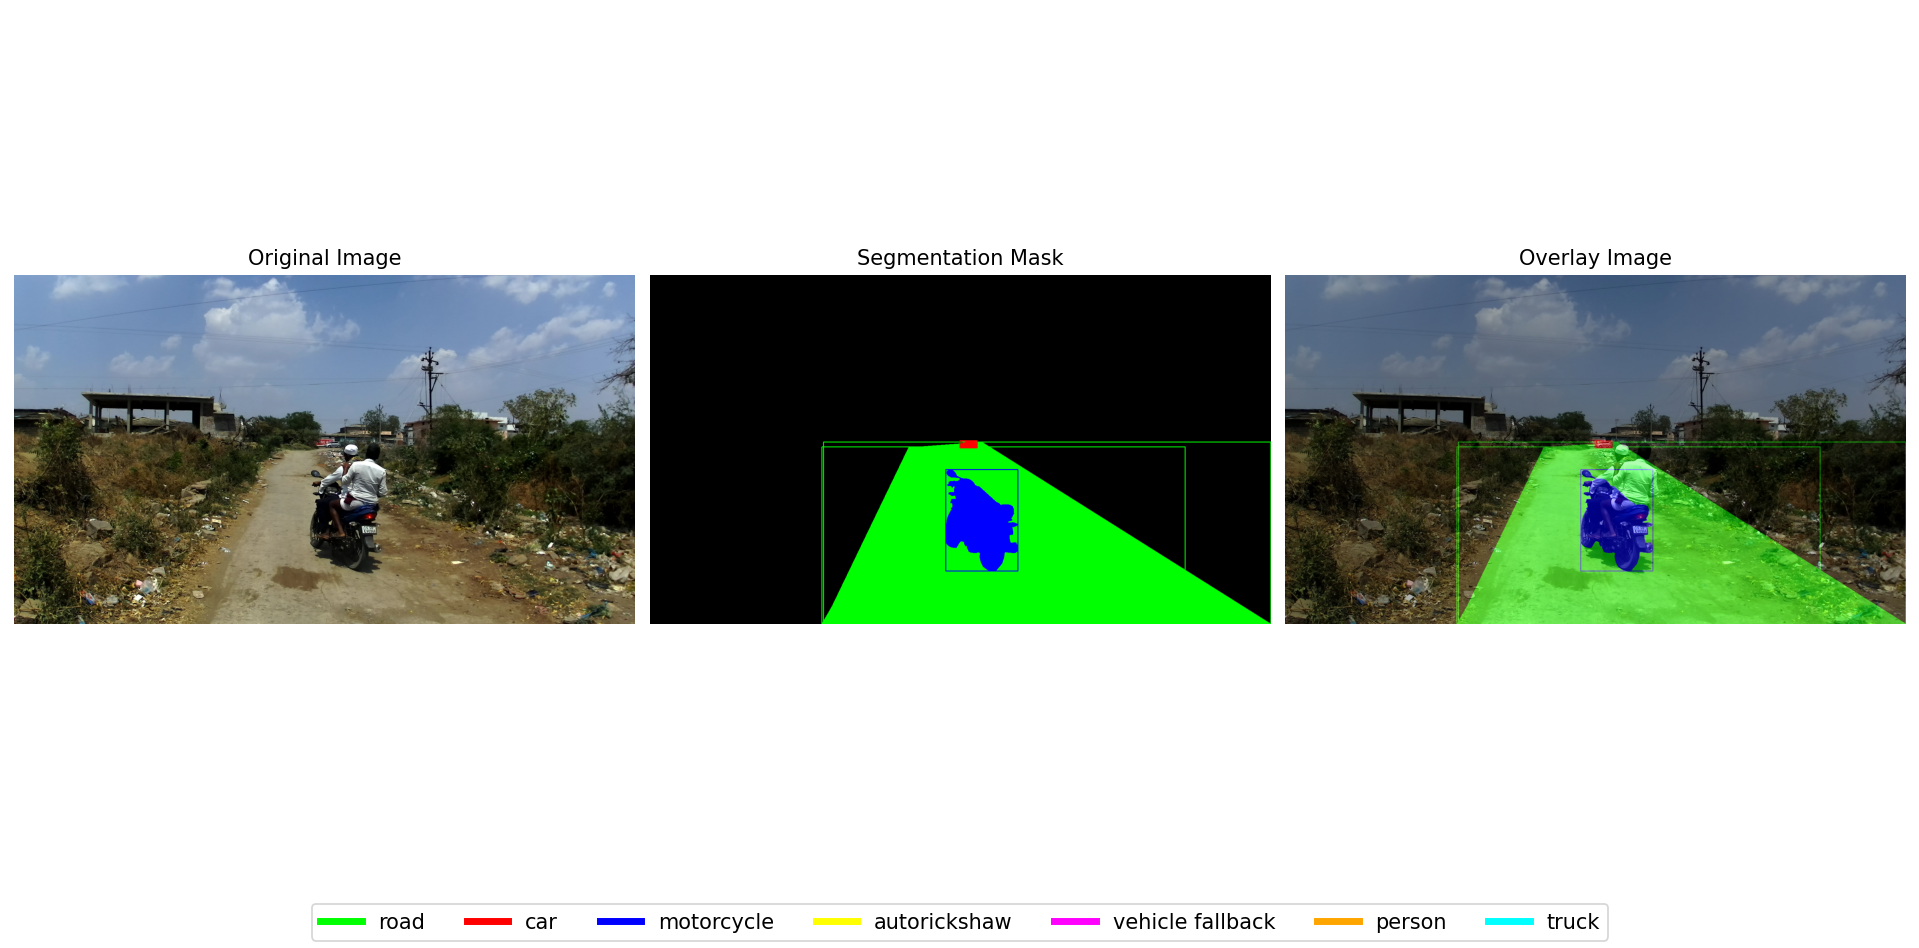 Original Image
Segmentation Mask
Overlay Image
road car motorcycle autorickshaw vehicle fallback person truck